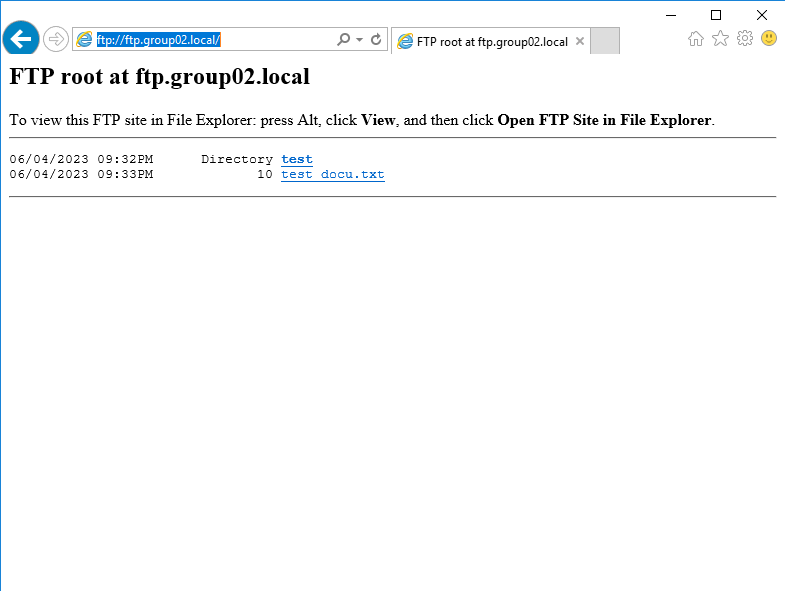 ftp://ftp.group02.local/
FTP root at ftp.group02.local
FTP root at ftp.group02.local
To view this FTP site in File Explorer: press Alt, click View, and then click Open FTP Site in File Explorer.
06/04/2023 09:32PM Directory test
06/04/2023 09:33PM 10 test docu.txt